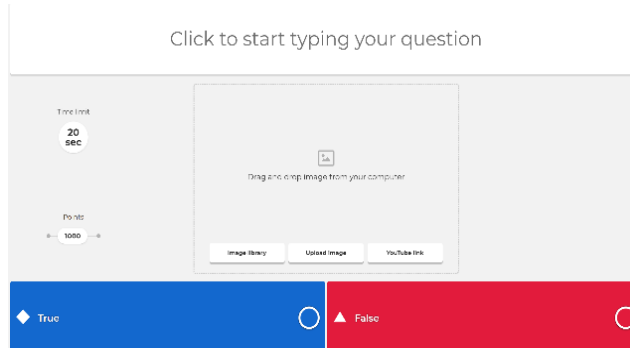 Click to start typing your question
Time limit
20
sec
Drag and drop image from your computer
Points
1000
Image library
Upload image
YouTube link
True
False